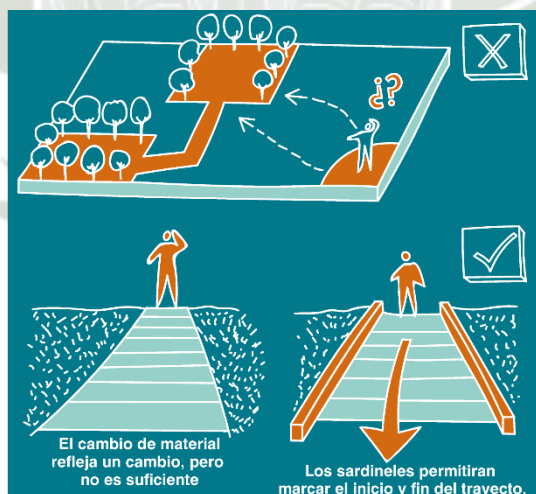 ¿?
El cambio de material
refleja un cambio, pero
no es suficiente
Los sardineles permitiran
marcar el inicio y fin del trayecto.